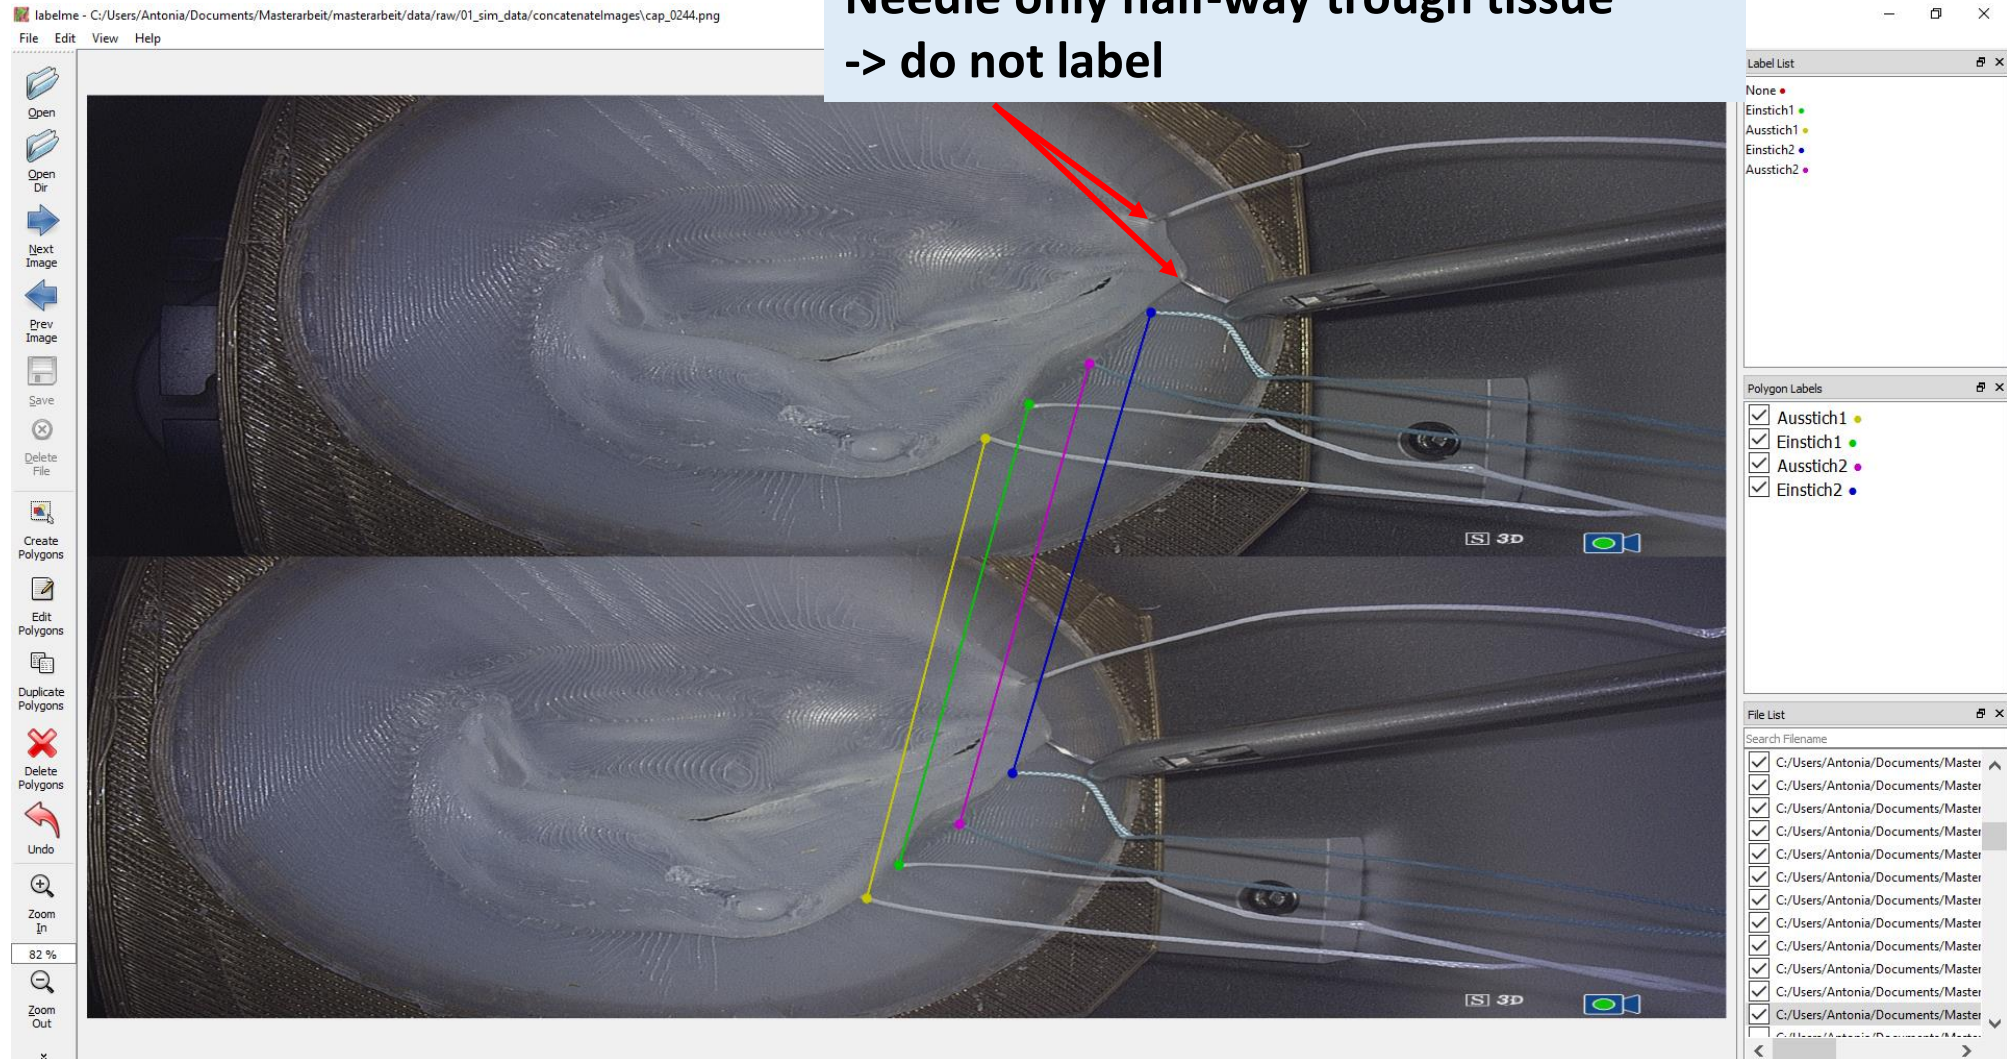 labelme - C:/Users/Antonia/Documents/Masterarbeit/masterarbeit/data/raw/01_sim_data/concatenateImages\cap_0244.png
File Edit View Help
Needle only half-way trough tissue
-> do not label
Open
Open
Dir
Next
Image
Prev
Image
Save
Delete
File
Create
Polygons
Edit
Polygons
Duplicate
Polygons
Delete
Polygons
Undo
Zoom
In
82 %
Zoom
Out
S 3D
S 3D
Label List
None
Einstich1
Ausstich1
Einstich2
Ausstich2
Polygon Labels
Ausstich1
Einstich1
Ausstich2
Einstich2
File List
Search Filename
C:/Users/Antonia/Documents/Master
C:/Users/Antonia/Documents/Master
C:/Users/Antonia/Documents/Master
C:/Users/Antonia/Documents/Master
C:/Users/Antonia/Documents/Master
C:/Users/Antonia/Documents/Master
C:/Users/Antonia/Documents/Master
C:/Users/Antonia/Documents/Master
C:/Users/Antonia/Documents/Master
C:/Users/Antonia/Documents/Master
C:/Users/Antonia/Documents/Master
C:/Users/Antonia/Documents/Master